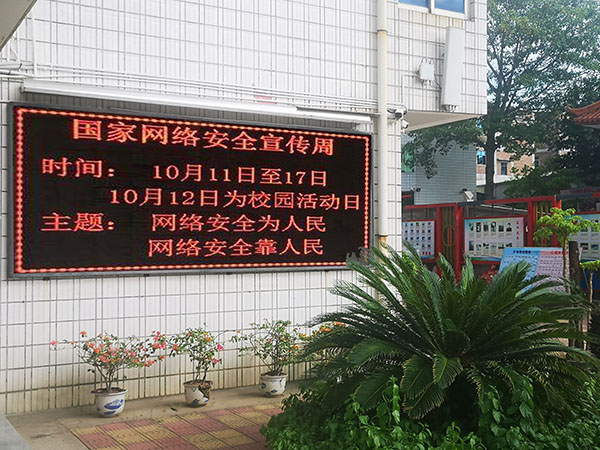 国家网络安全宣传周
时间： 10月11日至17日
10月12日为校园活动日
主题： 网络安全为人民
网络安全靠人民